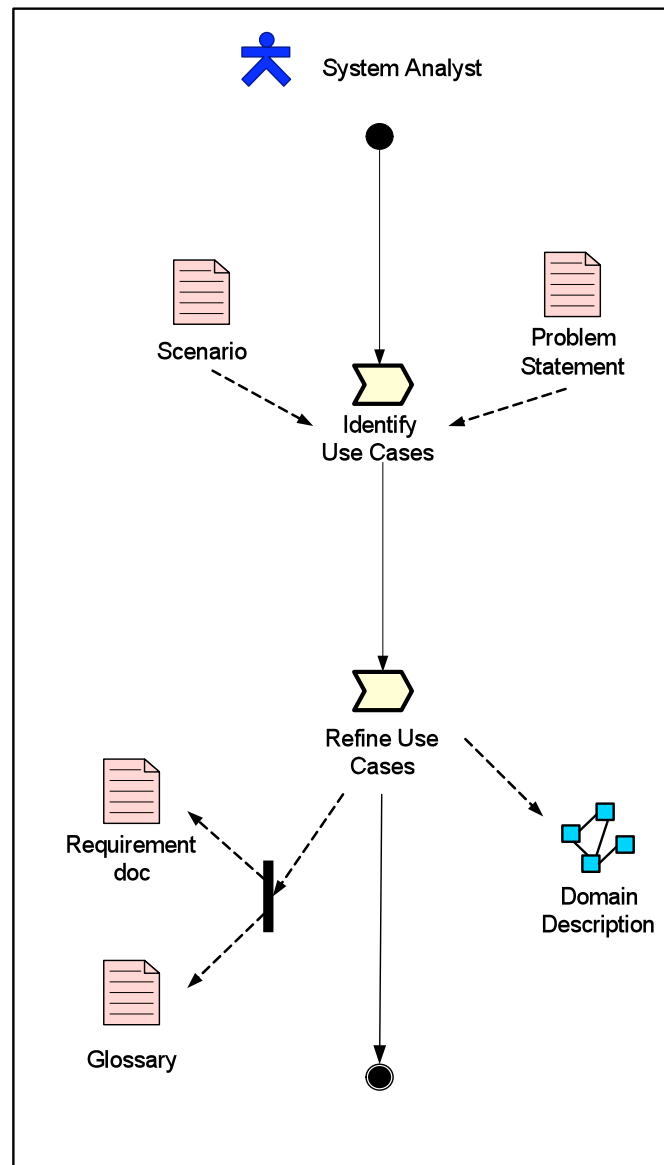 System Analyst
Scenario
Problem
Statement
Identify
Use Cases
Refine Use
Cases
Requirement
doc
Domain
Description
Glossary